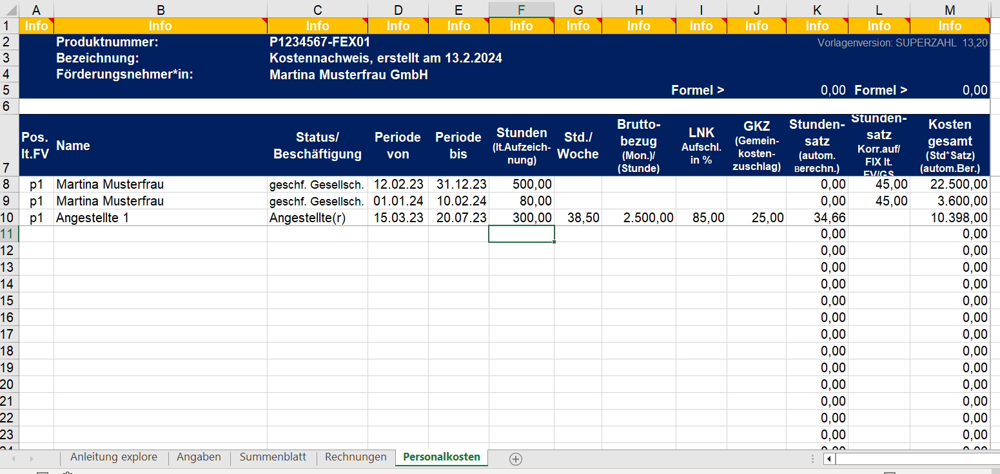 A B C D E F G H I J K L M
1 Info Info Info Info Info Info Info Info Info Info Info Info Info
2 Produktnummer: P1234567-FEX01 Vorlagenversion: SUPERZAHL 13,20
3 Bezeichnung: Kostennachweis, erstellt am 13.2.2024
4 Förderungsnehmer*in: Martina Musterfrau GmbH
5 Formel > 0,00 Formel > 0,00
6
7
Pos.
lt.FV
Name
Status/
Beschäftigung
Periode
von
Periode
bis
Stunden
(lt.Aufzeich-
nung)
Std./
Woche
Brutto-
bezug
(Mon.)/
(Stunde)
LNK
Aufschl.
in %
GKZ
(Gemein-
kosten-
zuschlag)
Stunden-
satz
(autom.
Berechn.)
Stunden-
satz
Korr.auf/
FIX lt.
FV/GS
Kosten
gesamt
(Std*Satz)
(autom.Ber.)
8 p1 Martina Musterfrau geschf. Gesellsch. 12.02.23 31.12.23 500,00 0,00 45,00 22.500,00
9 p1 Martina Musterfrau geschf. Gesellsch. 01.01.24 10.02.24 80,00 0,00 45,00 3.600,00
10 p1 Angestellte 1 Angestellte(r) 15.03.23 20.07.23 300,00 38,50 2.500,00 85,00 25,00 34,66 10.398,00
11 0,00 0,00
12 0,00 0,00
13 0,00 0,00
14 0,00 0,00
15 0,00 0,00
16 0,00 0,00
17 0,00 0,00
18 0,00 0,00
19 0,00 0,00
20 0,00 0,00
21 0,00 0,00
22 0,00 0,00
23 0,00 0,00
24 0,00 0,00
Anleitung explore Angaben Summenblatt Rechnungen Personalkosten